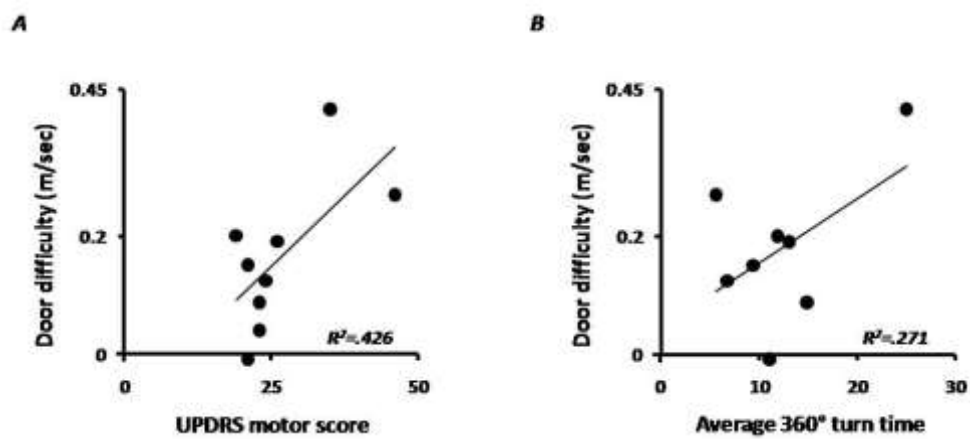 A
B
0.45
0.2
0
Door difficulty (m/sec)
R²=.426
0 25 50
UPDRS motor score
0.45
0.2
0
Door difficulty (m/sec)
R²=.271
0 10 20 30
Average 360° turn time